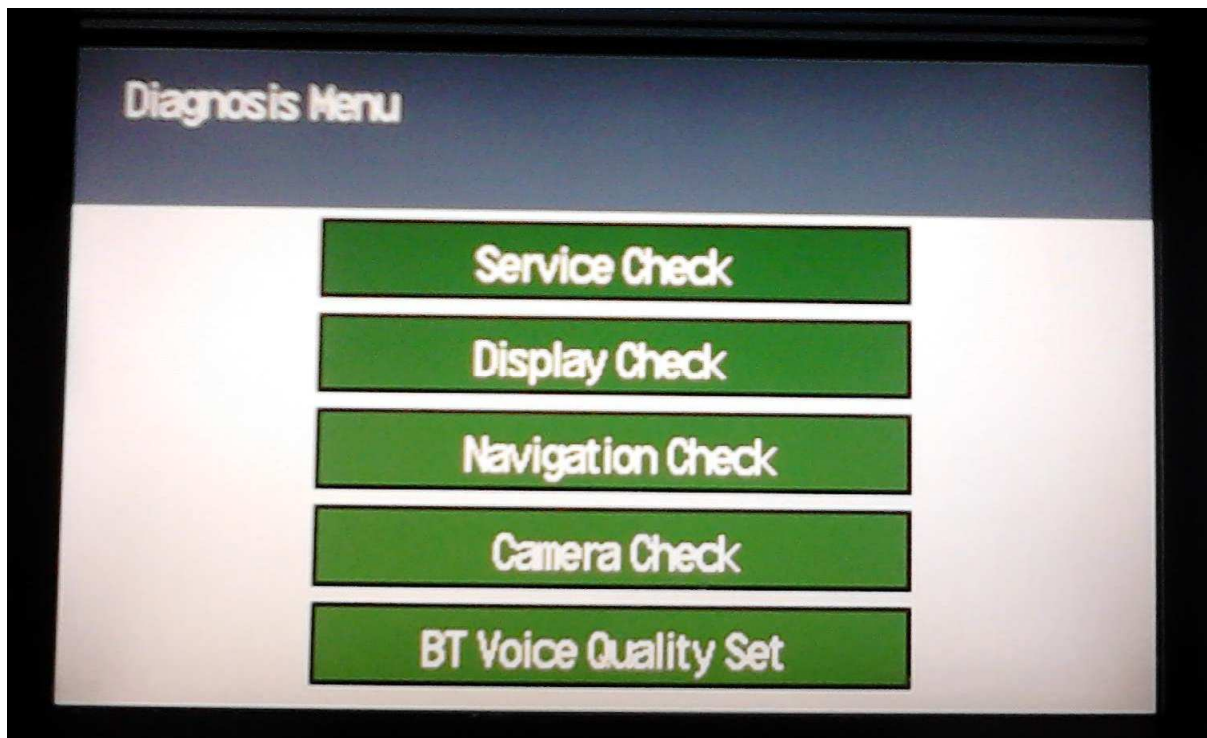 Diagnosis Menu
Service Check
Display Check
Navigation Check
Camera Check
BT Voice Quality Set